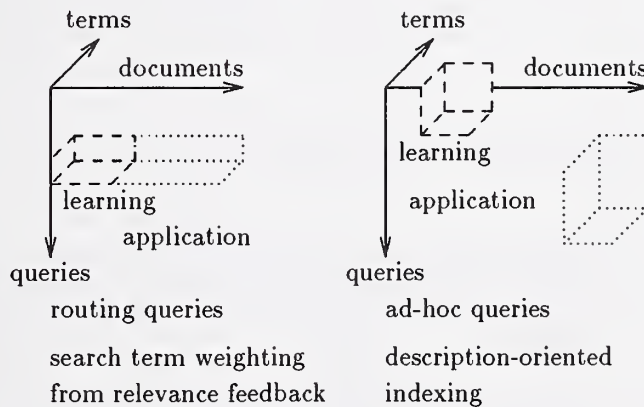 terms
documents
learning
application
queries
routing queries
search term weighting
from relevance feedback
terms
documents
learning
application
queries
ad-hoc queries
description-oriented
indexing